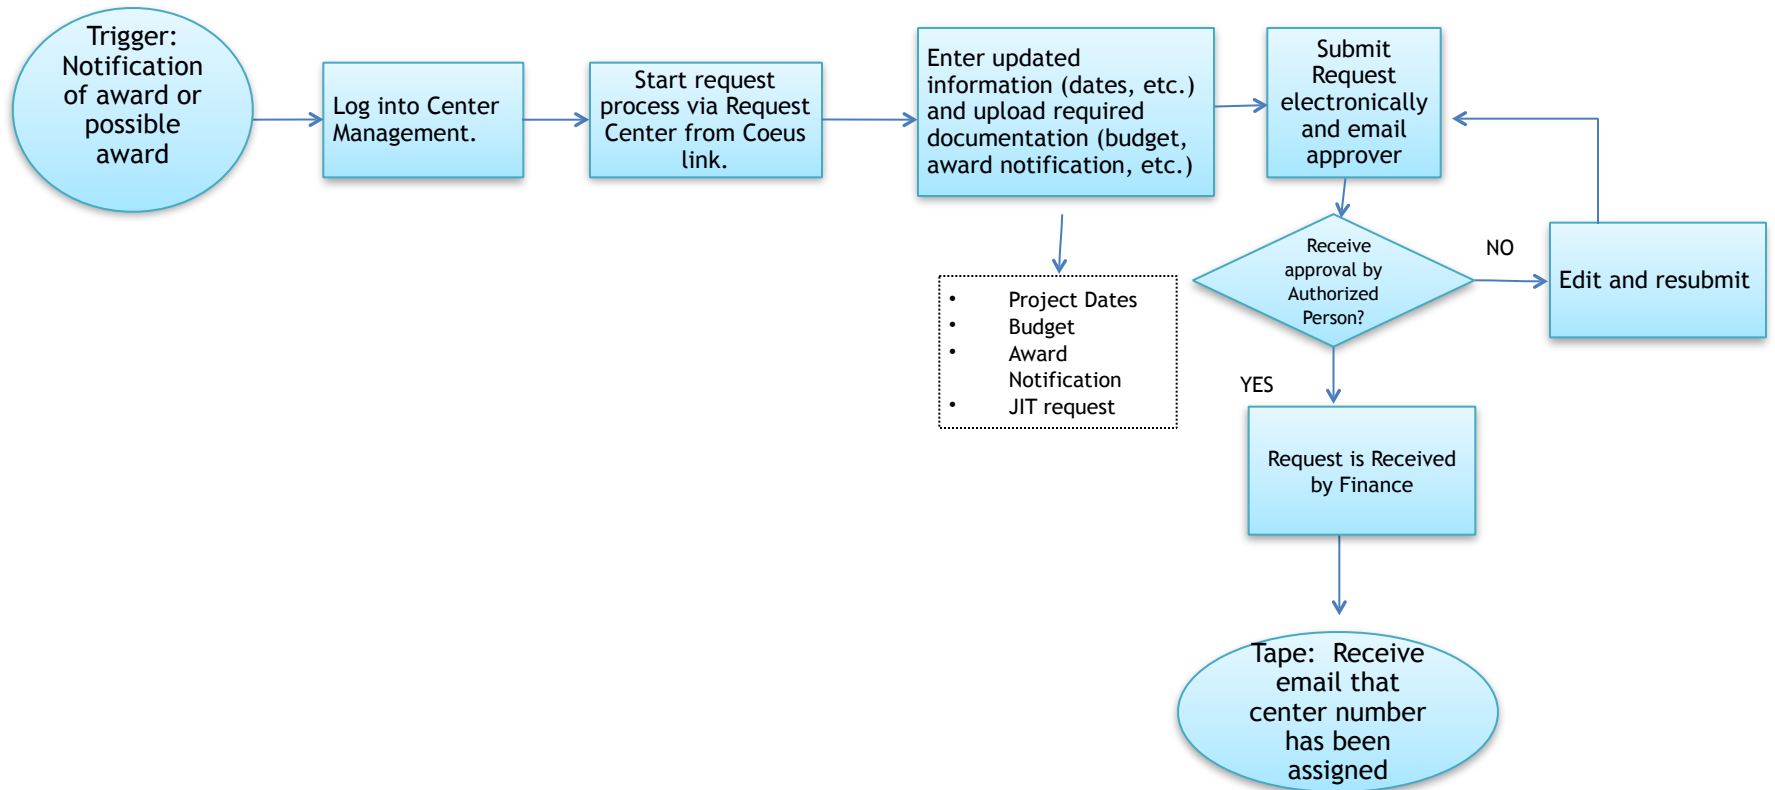 Trigger:
Notification
of award or
possible
award
Log into Center
Management.
Start request
process via Request
Center from Coeus
link.
Enter updated
information (dates, etc.)
and upload required
documentation (budget,
award notification, etc.)
Submit
Request
electronically
and email
approver
Receive
approval by
Authorized
Person?
NO
Edit and resubmit
• Project Dates
• Budget
• Award
Notification
• JIT request
YES
Request is Received
by Finance
Tape: Receive
email that
center number
has been
assigned